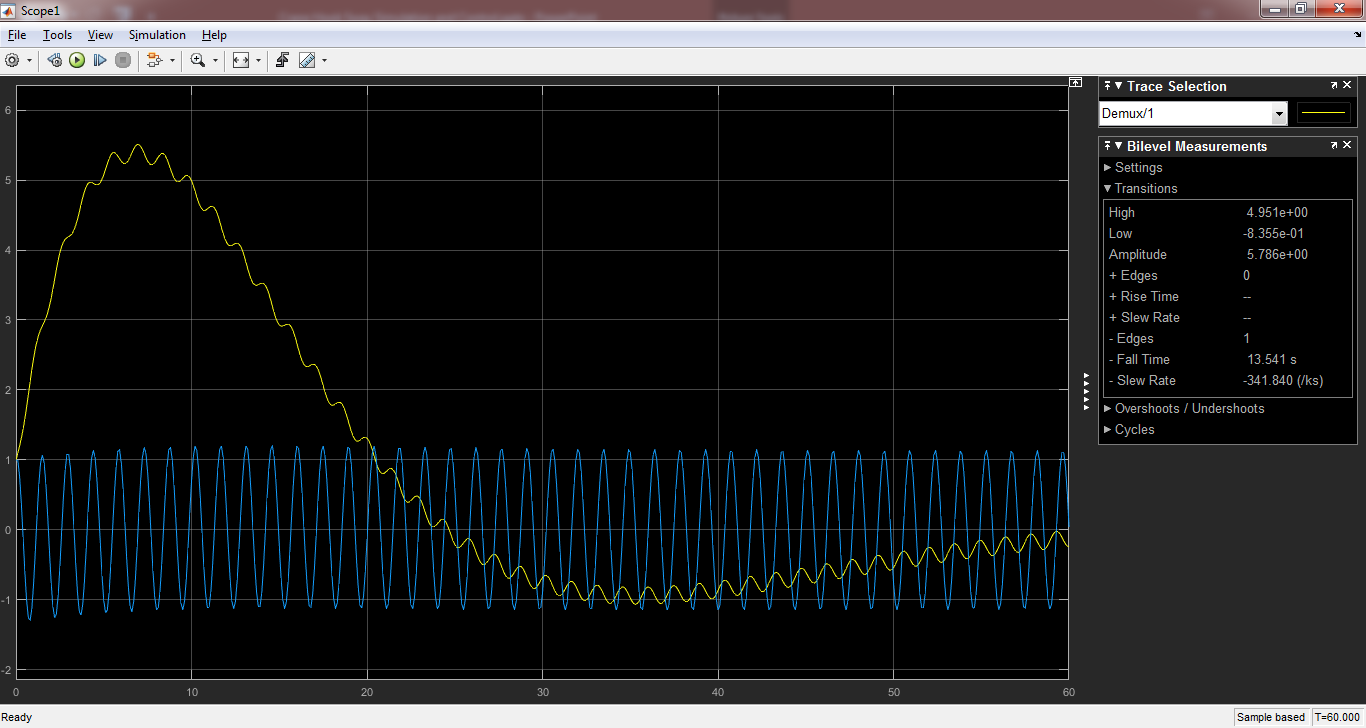 Scope1
File Tools View Simulation Help
Trace Selection
Demux/1
Bilevel Measurements
Settings
Transitions
High 4.951e+00
Low -8.355e-01
Amplitude 5.786e+00
+ Edges 0
+ Rise Time --
+ Slew Rate --
- Edges 1
- Fall Time 13.541 s
- Slew Rate -341.840 (/ks)
Overshoots / Undershoots
Cycles
6
5
4
3
2
1
0
-1
-2
0 10 20 30 40 50 60
Ready
Sample based T=60.000